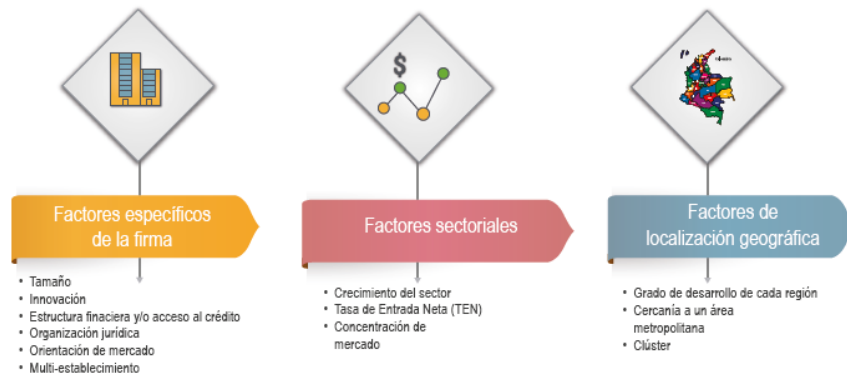 $
Factores específicos
de la firma
• Tamaño
• Innovación
• Estructura finaciera y/o acceso al crédito
• Organización jurídica
• Orientación de mercado
• Multi-establecimiento
Factores sectoriales
• Crecimiento del sector
• Tasa de Entrada Neta (TEN)
• Concentración de
mercado
Factores de
localización geográfica
• Grado de desarrollo de cada región
• Cercanía a un área
metropolitana
• Clúster